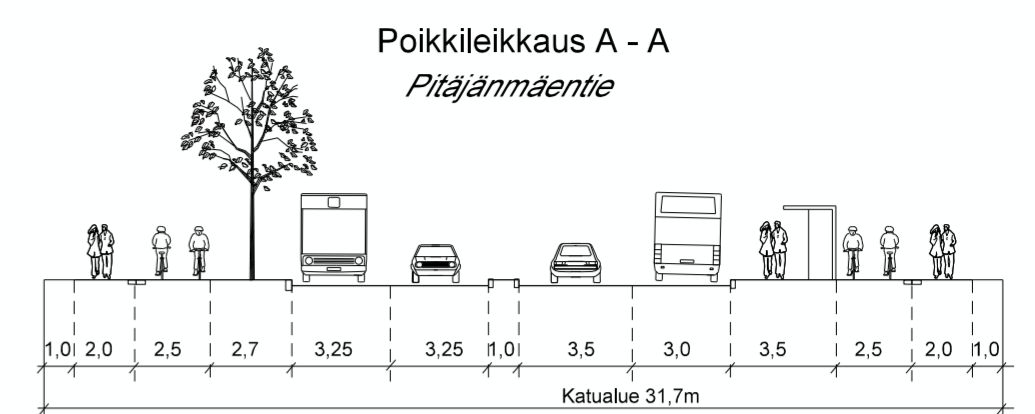 Poikkileikkaus A - A
Pitäjänmäentie
1,0 2,0 2,5 2,7 3,25 3,25 1,0 3,5 3,0 3,5 2,5 2,0 1,0
Katualue 31,7m